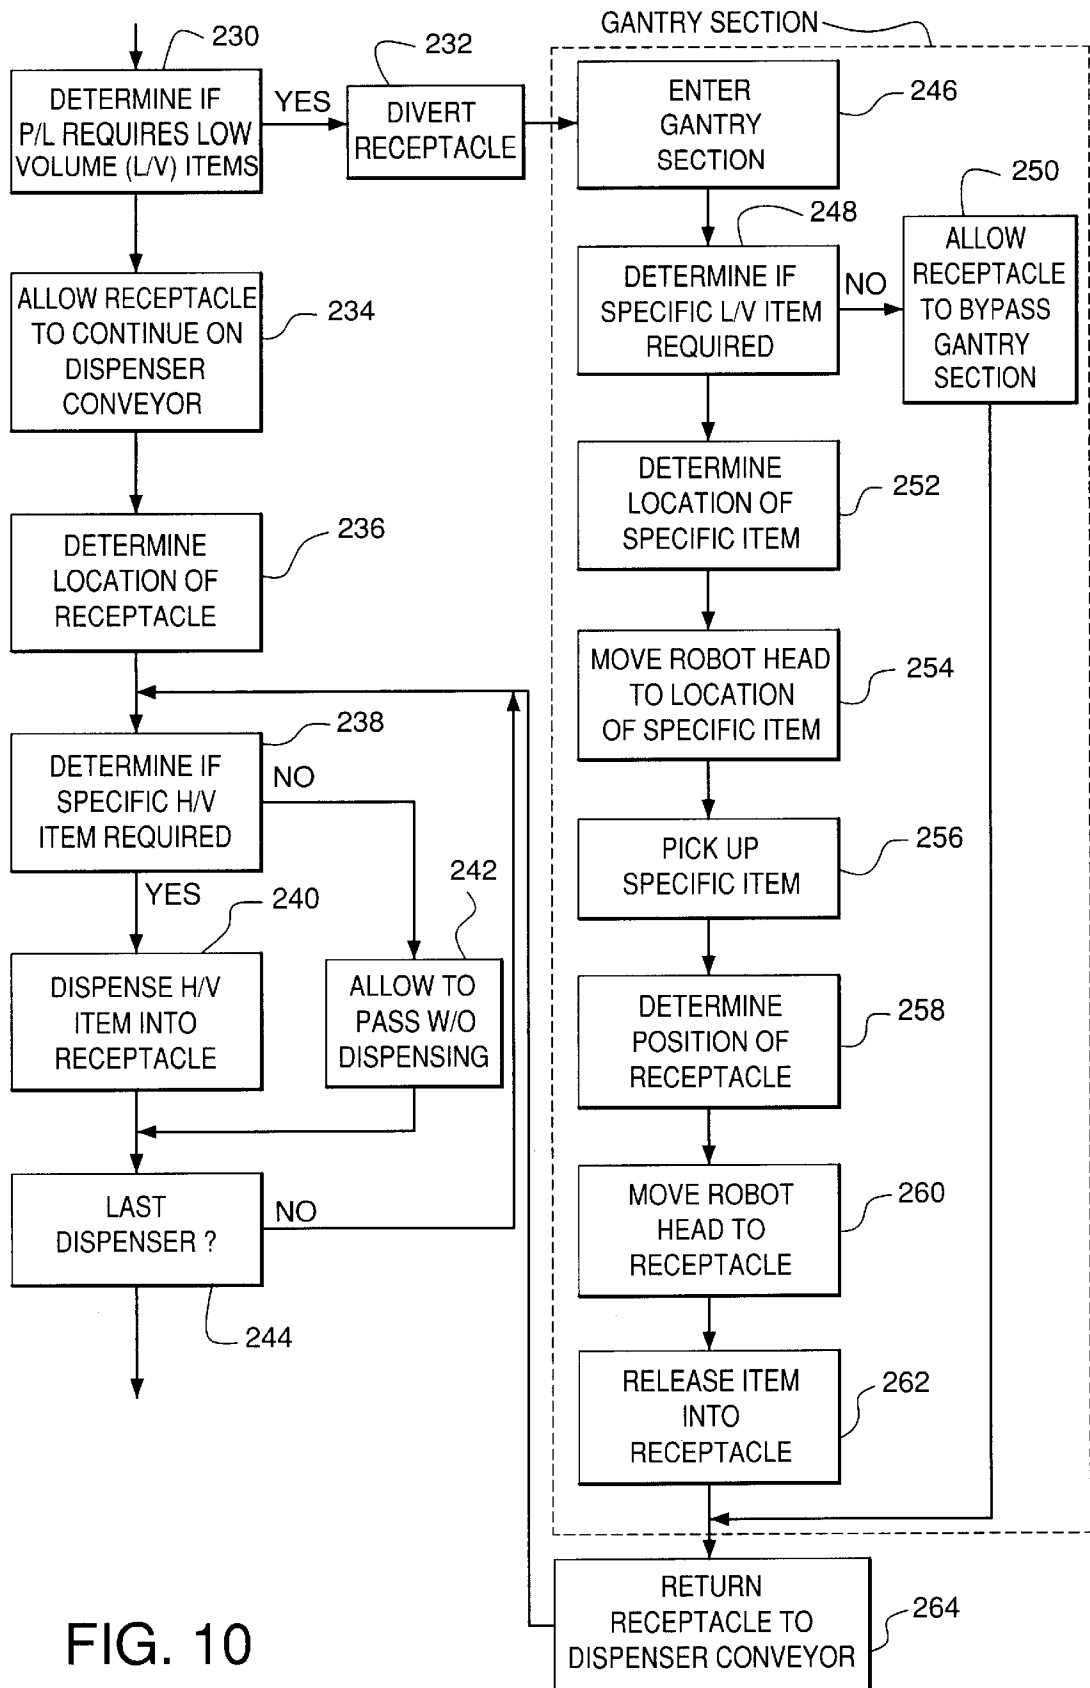 GANTRY SECTION
230
DETERMINE IF
P/L REQUIRES LOW
VOLUME (L/V) ITEMS
YES
232
DIVERT
RECEPTACLE
234
ALLOW RECEPTACLE
TO CONTINUE ON
DISPENSER
CONVEYOR
236
DETERMINE
LOCATION OF
RECEPTACLE
238
DETERMINE IF
SPECIFIC H/V
ITEM REQUIRED
NO
YES
240
DISPENSE H/V
ITEM INTO
RECEPTACLE
242
ALLOW TO
PASS W/O
DISPENSING
LAST
DISPENSER ?
NO
244
ENTER
GANTRY
SECTION
246
248
DETERMINE IF
SPECIFIC L/V ITEM
REQUIRED
NO
250
ALLOW
RECEPTACLE
TO BYPASS
GANTRY
SECTION
DETERMINE
LOCATION OF
SPECIFIC ITEM
252
MOVE ROBOT HEAD
TO LOCATION
OF SPECIFIC ITEM
254
PICK UP
SPECIFIC ITEM
256
DETERMINE
POSITION OF
RECEPTACLE
258
MOVE ROBOT
HEAD TO
RECEPTACLE
260
RELEASE ITEM
INTO
RECEPTACLE
262
RETURN
RECEPTACLE TO
DISPENSER CONVEYOR
264
FIG. 10